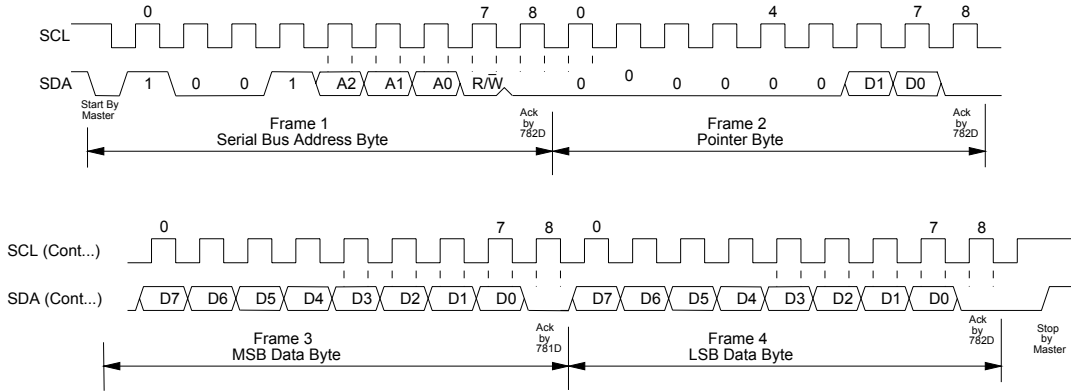 0 7 8 0 4 7 8
SCL
SDA 1 0 0 1 A2 A1 A0 R/W̅ 0 0 0 0 0 0 D1 D0
Start By
Master
Ack
by
782D
Ack
by
782D
Frame 1
Serial Bus Address Byte
Frame 2
Pointer Byte
0 7 8 0 7 8
SCL (Cont...)
SDA (Cont...) D7 D6 D5 D4 D3 D2 D1 D0 D7 D6 D5 D4 D3 D2 D1 D0
Ack
by
781D
Ack
by
782D
Stop
by
Master
Frame 3
MSB Data Byte
Frame 4
LSB Data Byte